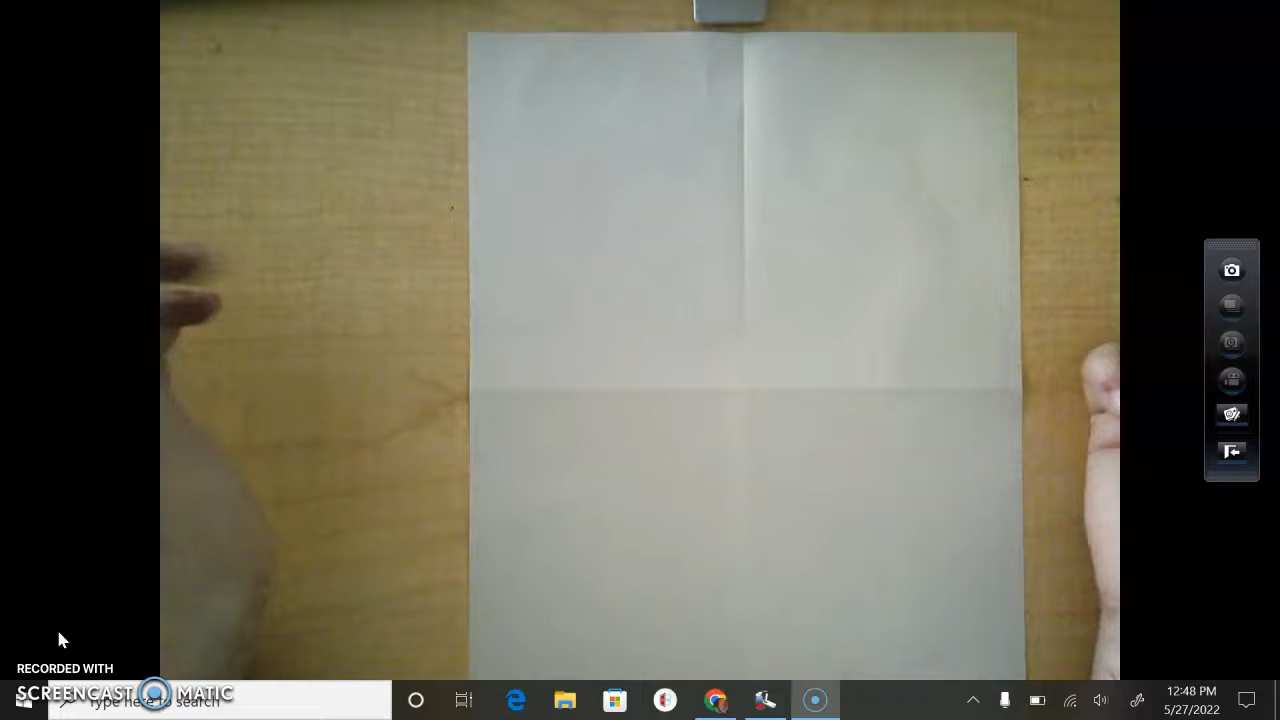 RECORDED WITH
SCREENCAST MATIC
Type here to search
12:48 PM
5/27/2022